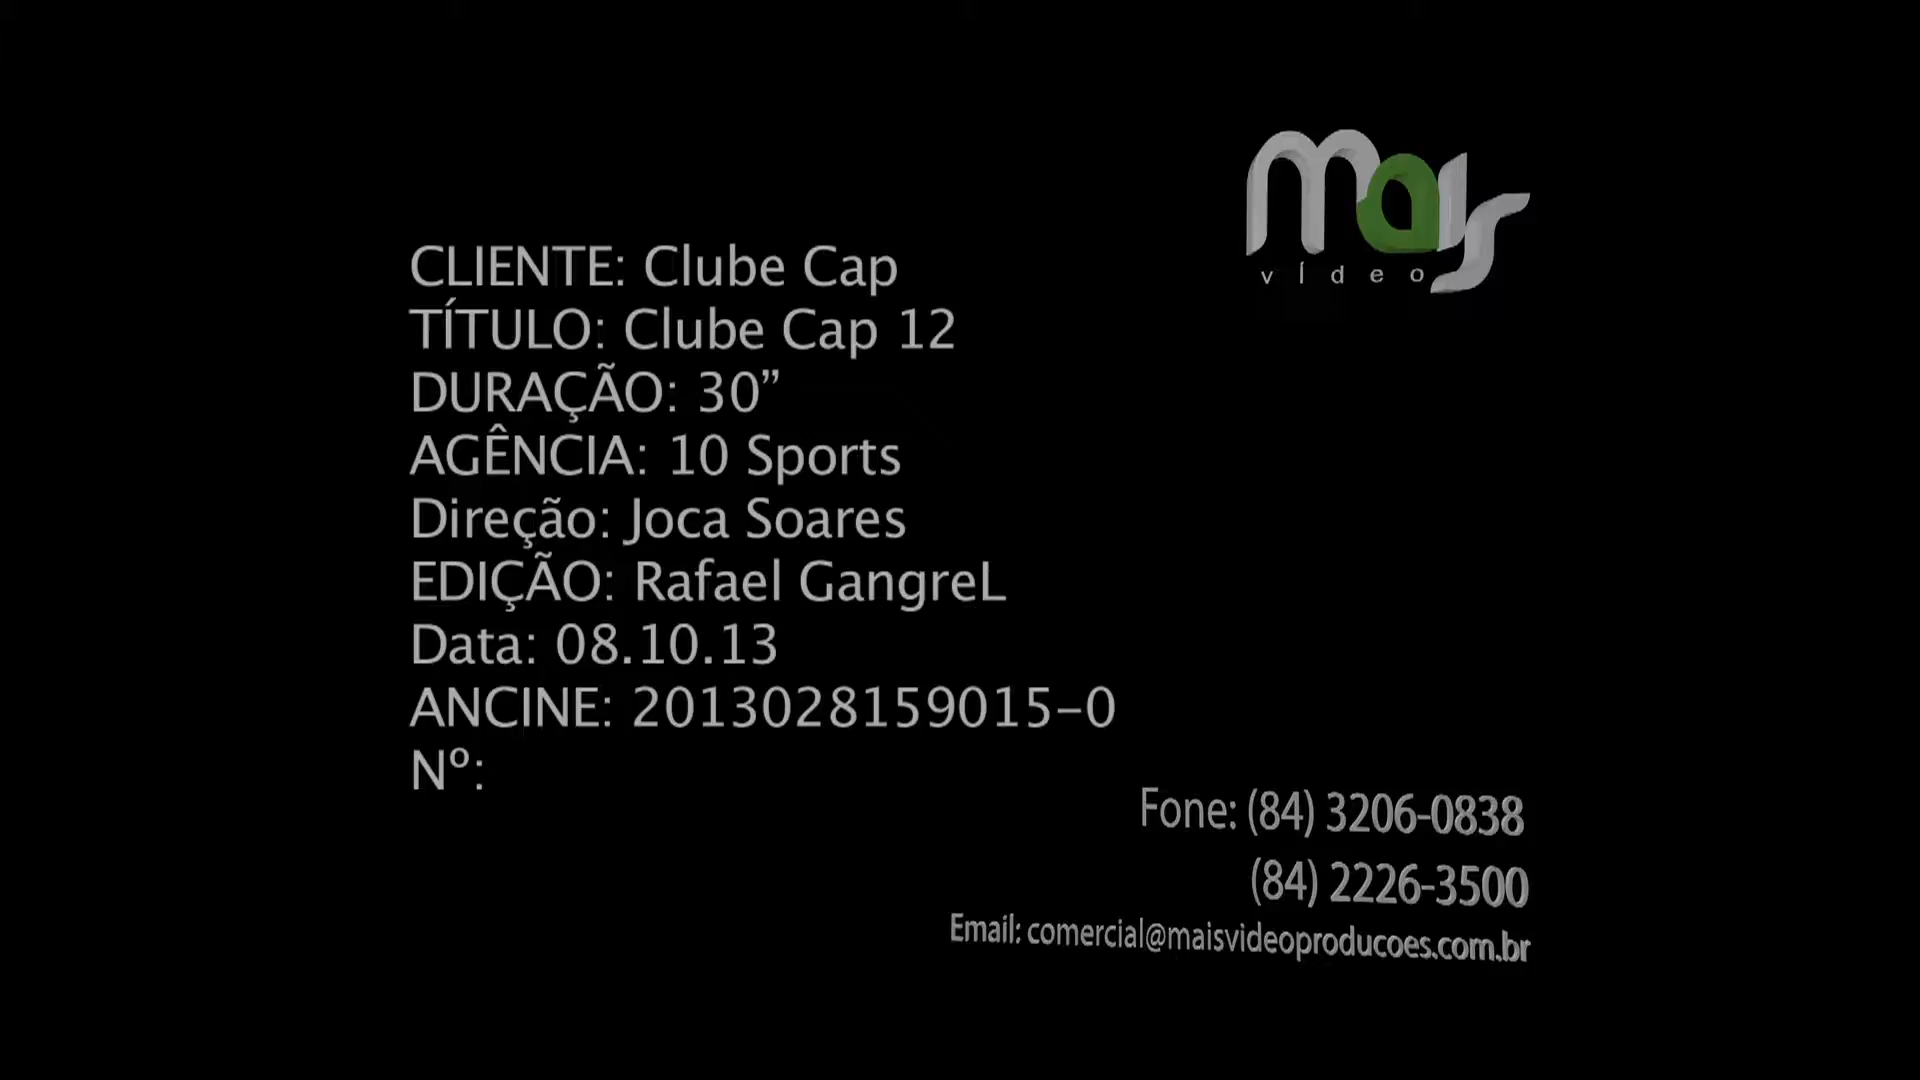 mais
vídeo
CLIENTE: Clube Cap
TÍTULO: Clube Cap 12
DURAÇÃO: 30”
AGÊNCIA: 10 Sports
Direção: Joca Soares
EDIÇÃO: Rafael GangreL
Data: 08.10.13
ANCINE: 2013028159015-0
Nº:
Fone: (84) 3206-0838
(84) 2226-3500
Email: comercial@maisvideoproducoes.com.br